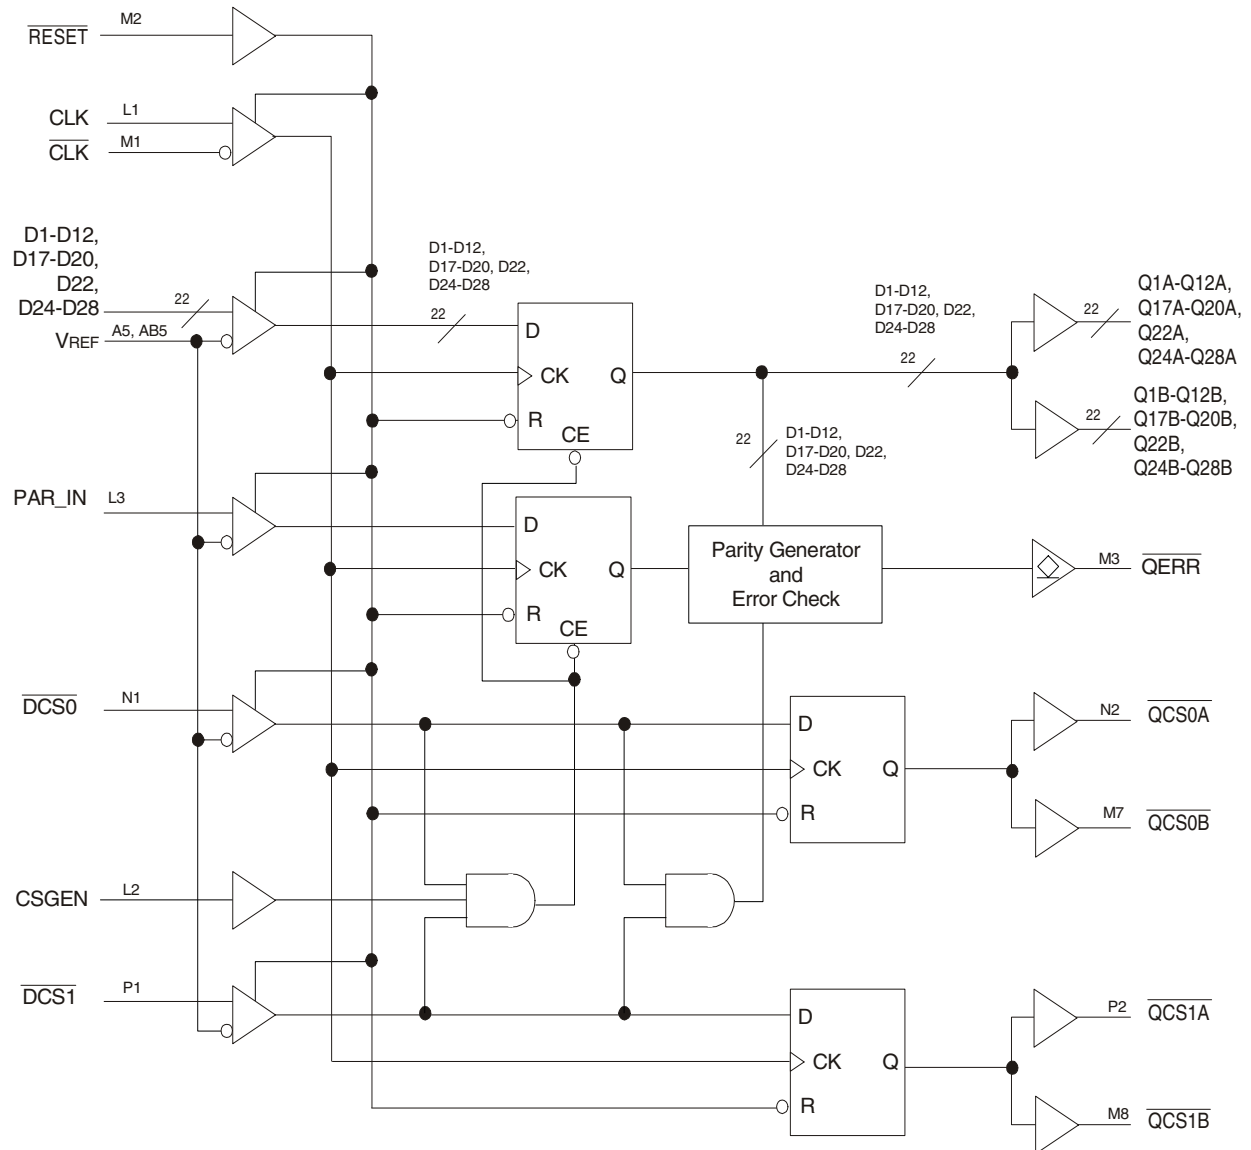 RESET
M2
CLK
L1
CLK
M1
D1-D12,
D17-D20,
D22,
D24-D28
22
VREF
A5, AB5
D1-D12,
D17-D20, D22,
D24-D28
22
D
CK
Q
R
CE
D1-D12,
D17-D20, D22,
D24-D28
22
22
Q1A-Q12A,
Q17A-Q20A,
Q22A,
Q24A-Q28A
22
Q1B-Q12B,
Q17B-Q20B,
Q22B,
Q24B-Q28B
22
D1-D12,
D17-D20, D22,
D24-D28
PAR_IN
L3
D
CK
Q
R
CE
Parity Generator
and
Error Check
M3
QERR
DCS0
N1
D
CK
Q
R
N2
QCS0A
M7
QCS0B
CSGEN
L2
DCS1
P1
D
CK
Q
R
P2
QCS1A
M8
QCS1B